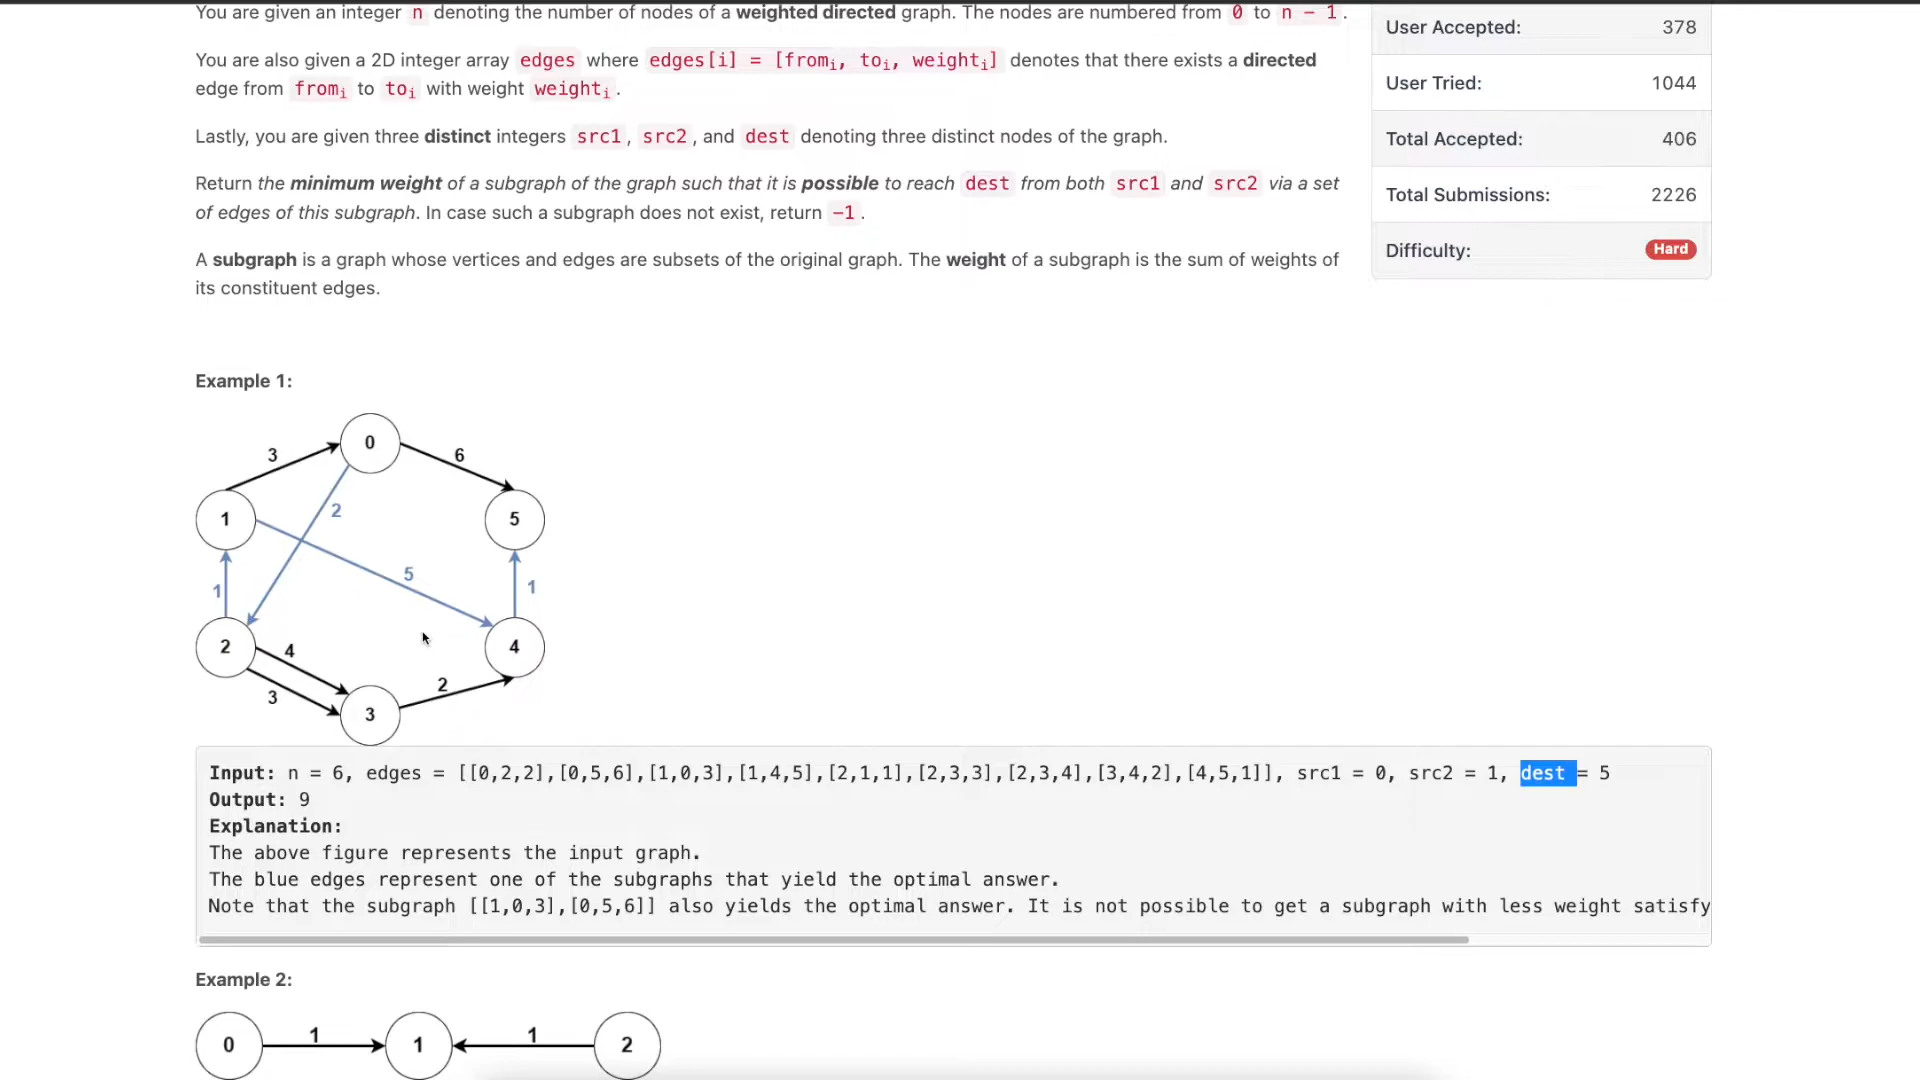 You are given an integer n denoting the number of nodes of a weighted directed graph. The nodes are numbered from 0 to n - 1.
You are also given a 2D integer array edges where edges[i] = [fromi, toi, weighti] denotes that there exists a directed
edge from fromi to toi with weight weighti.
Lastly, you are given three distinct integers src1, src2, and dest denoting three distinct nodes of the graph.
Return the minimum weight of a subgraph of the graph such that it is possible to reach dest from both src1 and src2 via a set
of edges of this subgraph. In case such a subgraph does not exist, return -1.
A subgraph is a graph whose vertices and edges are subsets of the original graph. The weight of a subgraph is the sum of weights of
its constituent edges.
User Accepted: 378
User Tried: 1044
Total Accepted: 406
Total Submissions: 2226
Difficulty: Hard
Example 1:
0
3
6
1
2
5
5
1
1
2
4
4
3
2
3
Input: n = 6, edges = [[0,2,2],[0,5,6],[1,0,3],[1,4,5],[2,1,1],[2,3,3],[2,3,4],[3,4,2],[4,5,1]], src1 = 0, src2 = 1, dest = 5
Output: 9
Explanation:
The above figure represents the input graph.
The blue edges represent one of the subgraphs that yield the optimal answer.
Note that the subgraph [[1,0,3],[0,5,6]] also yields the optimal answer. It is not possible to get a subgraph with less weight satisfy
Example 2:
0 1 1 1 2